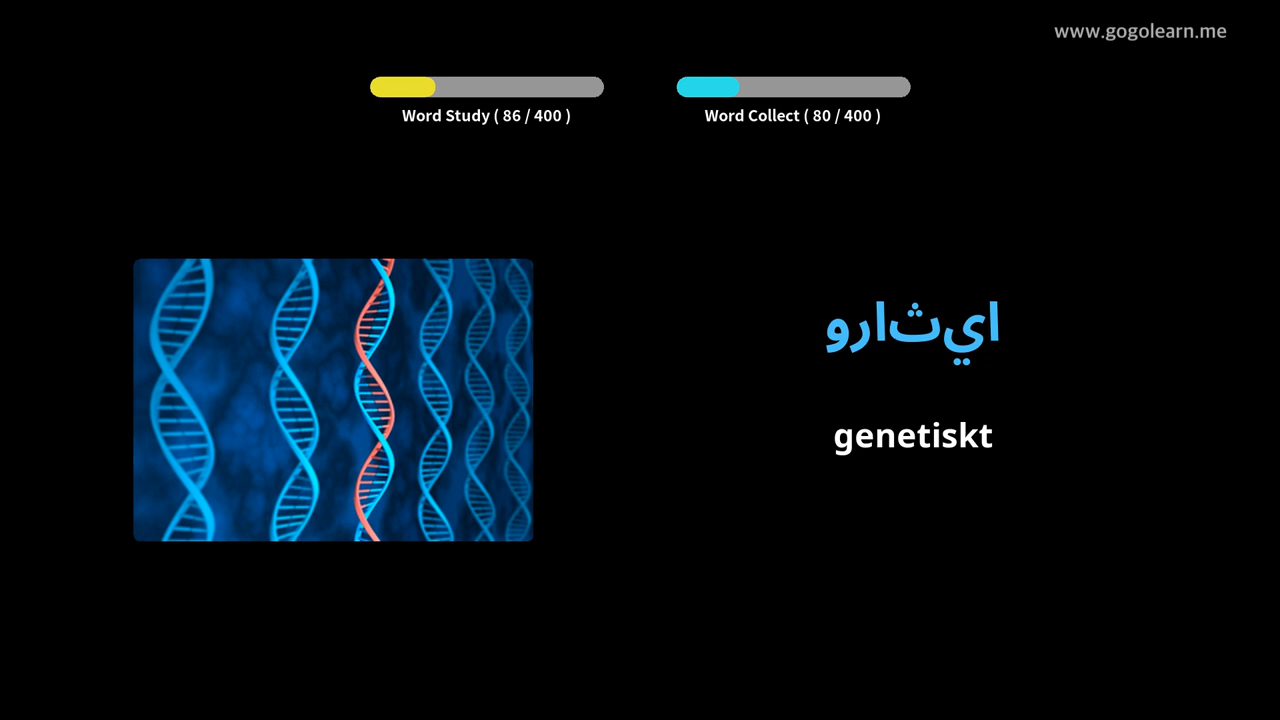 www.gogolearn.me
Word Study ( 86 / 400 )
Word Collect ( 80 / 400 )
ايثارو
genetiskt